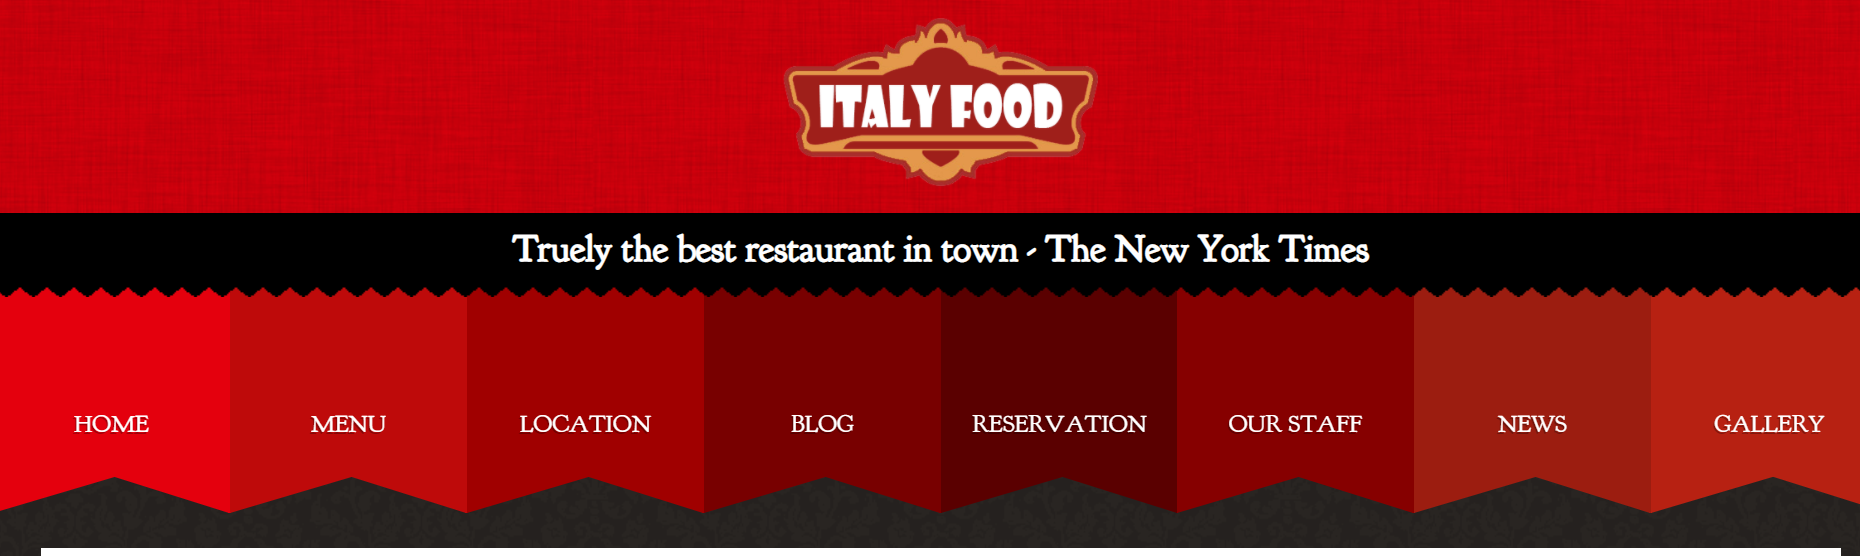 ITALY FOOD
Truely the best restaurant in town - The New York Times
HOME MENU LOCATION BLOG RESERVATION OUR STAFF NEWS GALLERY